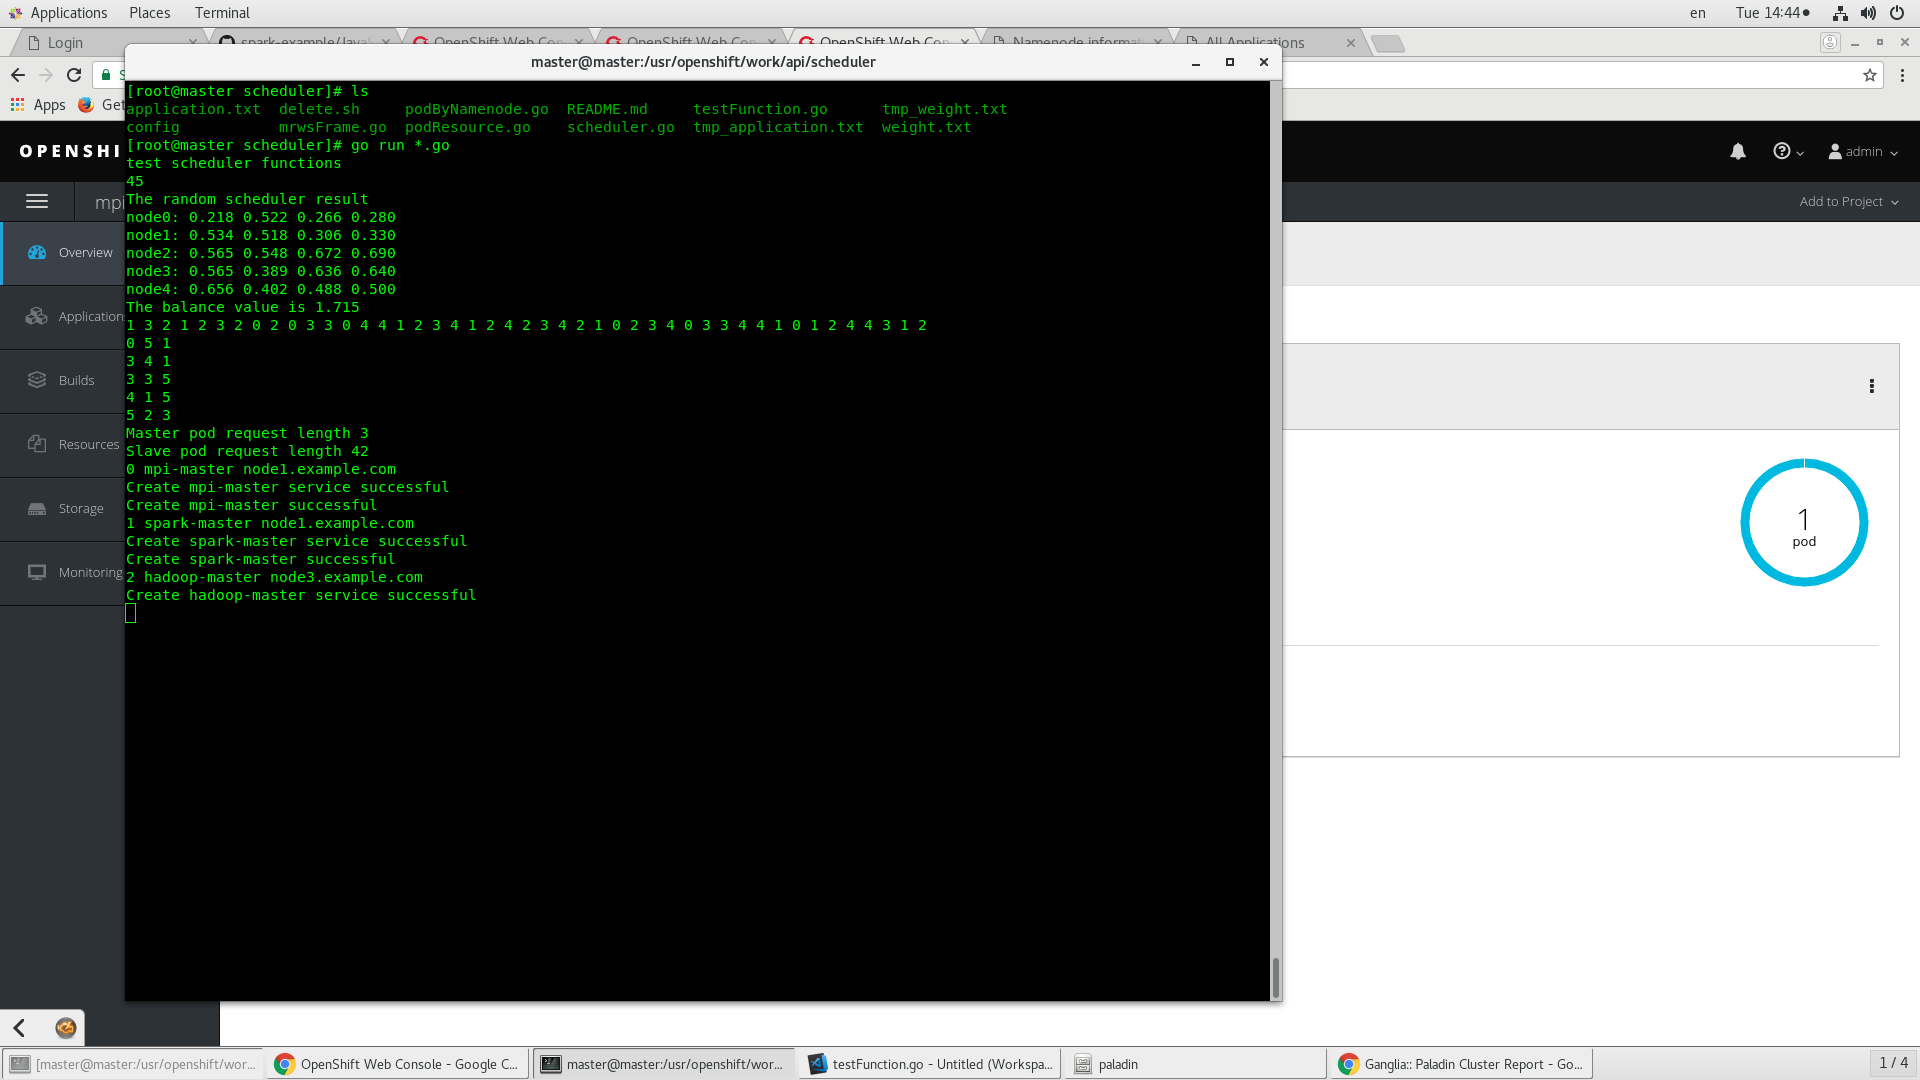 Applications Places Terminal en Tue 14:44
Login spark-example/JavaS OpenShift Web Con OpenShift Web Con OpenShift Web Con Namenode informat All Applications
master@master:/usr/openshift/work/api/scheduler
S
Apps Get
OPENSHI admin
mpi Add to Project
Overview
Application
Builds
Resources
Storage
Monitoring
[root@master scheduler]# ls
application.txt delete.sh podByNamenode.go README.md testFunction.go tmp_weight.txt
config mrwsFrame.go podResource.go scheduler.go tmp_application.txt weight.txt
[root@master scheduler]# go run *.go
test scheduler functions
45
The random scheduler result
node0: 0.218 0.522 0.266 0.280
node1: 0.534 0.518 0.306 0.330
node2: 0.565 0.548 0.672 0.690
node3: 0.565 0.389 0.636 0.640
node4: 0.656 0.402 0.488 0.500
The balance value is 1.715
1 3 2 1 2 3 2 0 2 0 3 3 0 4 4 1 2 3 4 1 2 4 2 3 4 2 1 0 2 3 4 0 3 3 4 4 1 0 1 2 4 4 3 1 2
0 5 1
3 4 1
3 3 5
4 1 5
5 2 3
Master pod request length 3
Slave pod request length 42
0 mpi-master node1.example.com
Create mpi-master service successful
Create mpi-master successful
1 spark-master node1.example.com
Create spark-master service successful
Create spark-master successful
2 hadoop-master node3.example.com
Create hadoop-master service successful
1
pod
[master@master:/usr/openshift/wor... OpenShift Web Console - Google C... master@master:/usr/openshift/wor... testFunction.go - Untitled (Workspa... paladin Ganglia:: Paladin Cluster Report - Go... 1 / 4